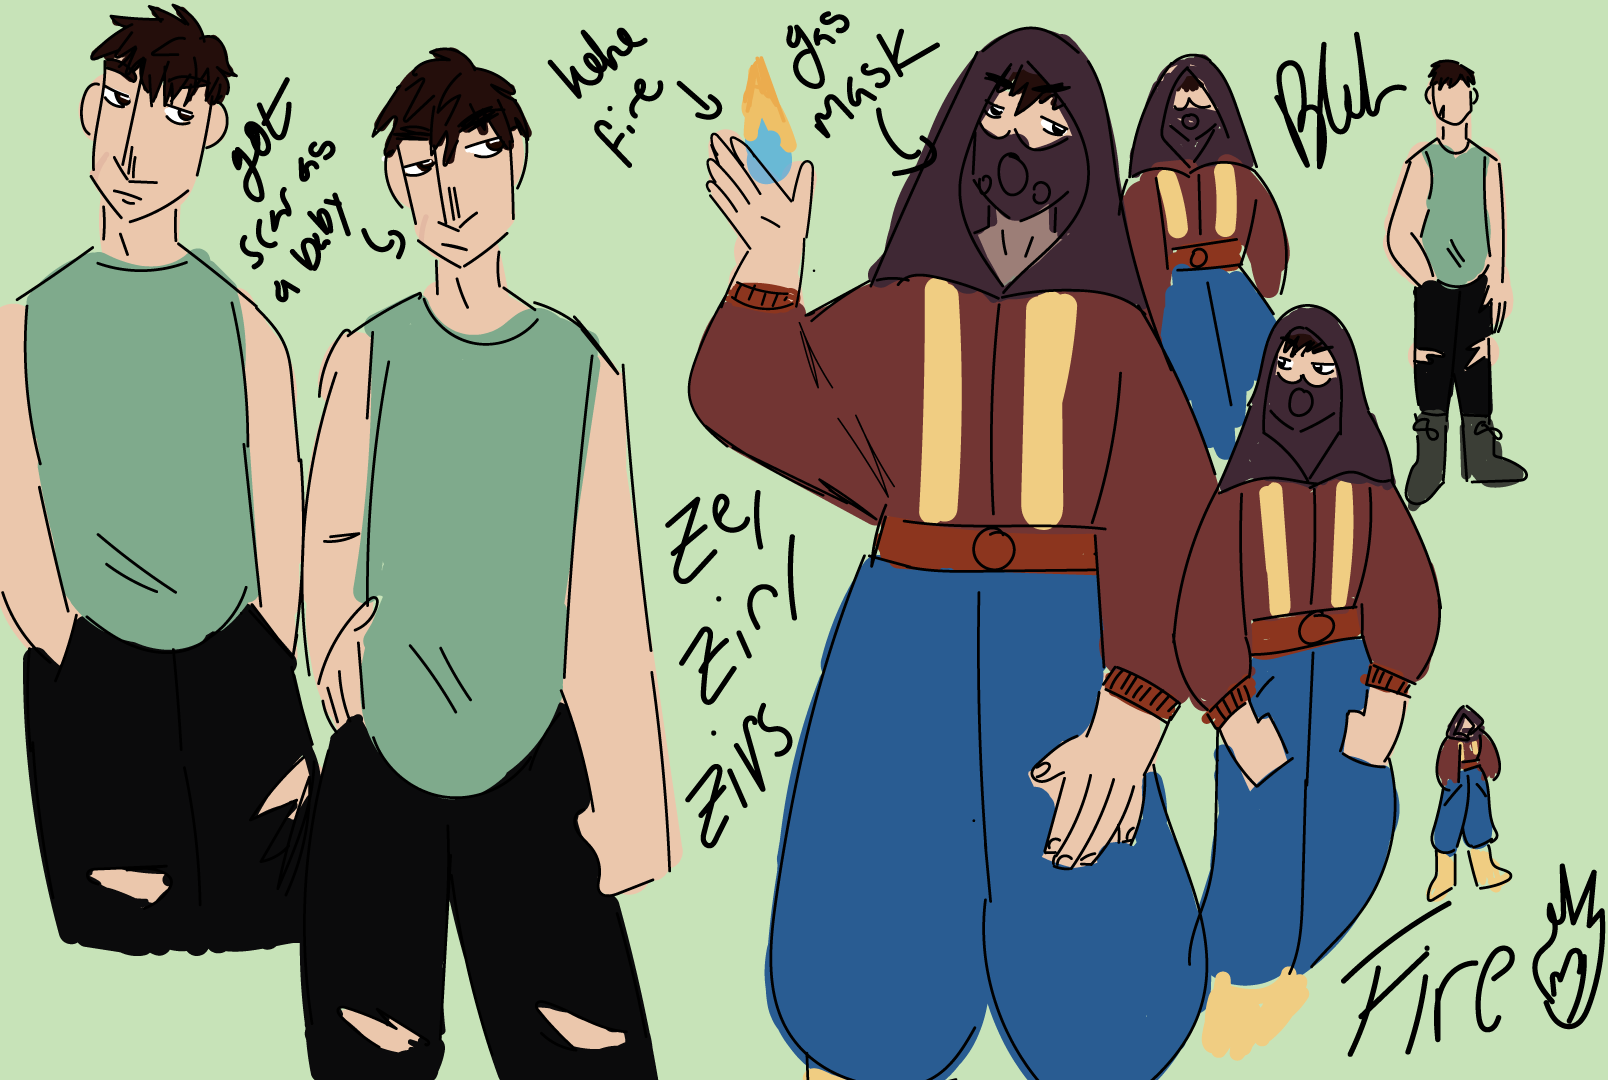 got
scar as
a baby
hehe
fire
gas
mask
Zel
Zirl
Zirs
Fire